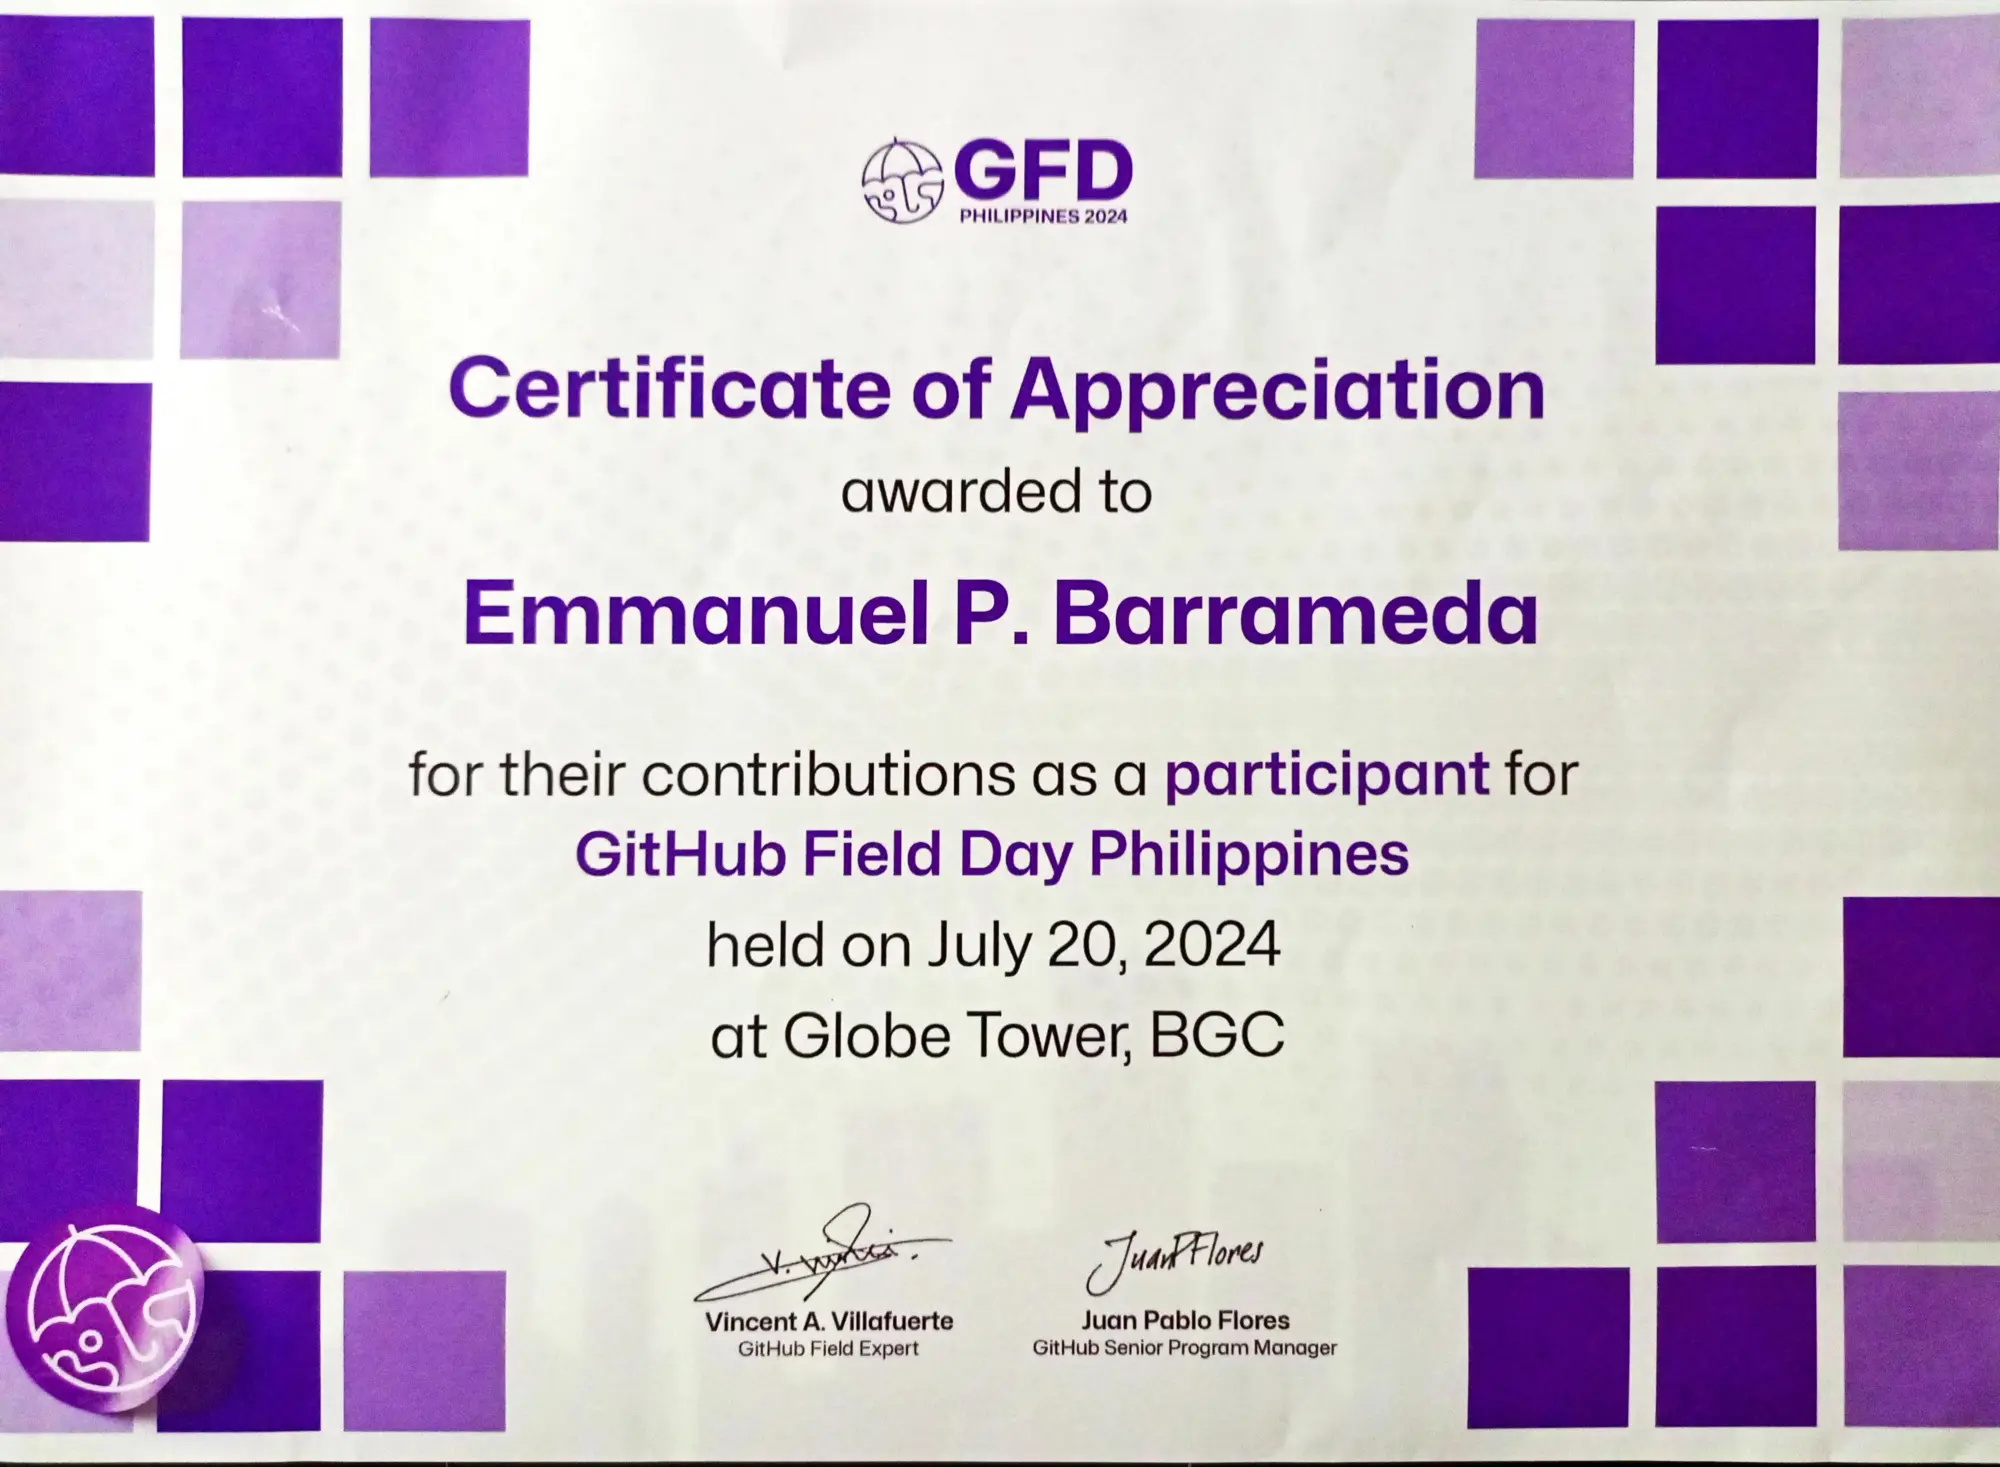 GFD
PHILIPPINES 2024
Certificate of Appreciation
awarded to
Emmanuel P. Barrameda
for their contributions as a participant for
GitHub Field Day Philippines
held on July 20, 2024
at Globe Tower, BGC
Juan P Flores
Vincent A. Villafuerte
GitHub Field Expert
Juan Pablo Flores
GitHub Senior Program Manager